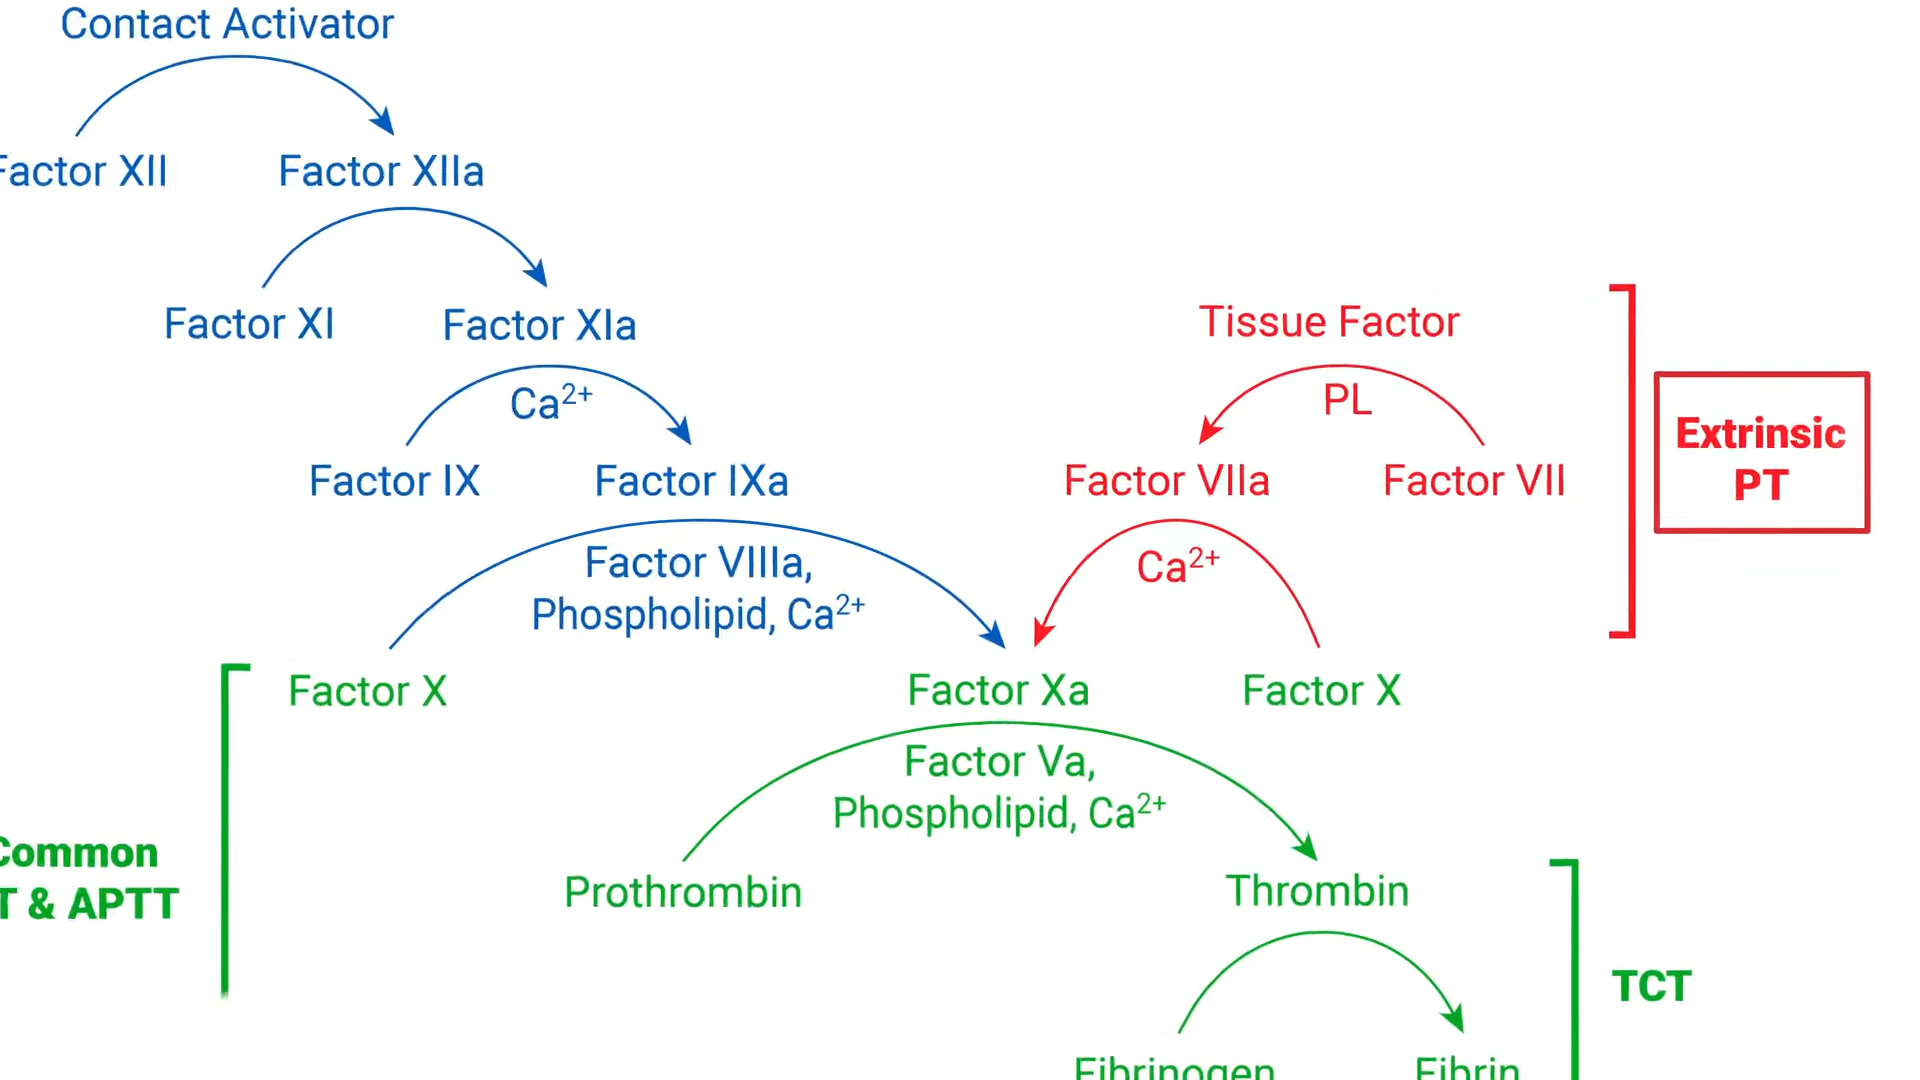 Contact Activator
Factor XII
Factor XIIa
Factor XI
Factor XIa
Tissue Factor
Ca²⁺
PL
Extrinsic
PT
Factor IX
Factor IXa
Factor VIIa
Factor VII
Factor VIIIa,
Phospholipid, Ca²⁺
Ca²⁺
Factor X
Factor Xa
Factor X
Factor Va,
Phospholipid, Ca²⁺
Common
T & APTT
Prothrombin
Thrombin
TCT
Fibrinogen
Fibrin